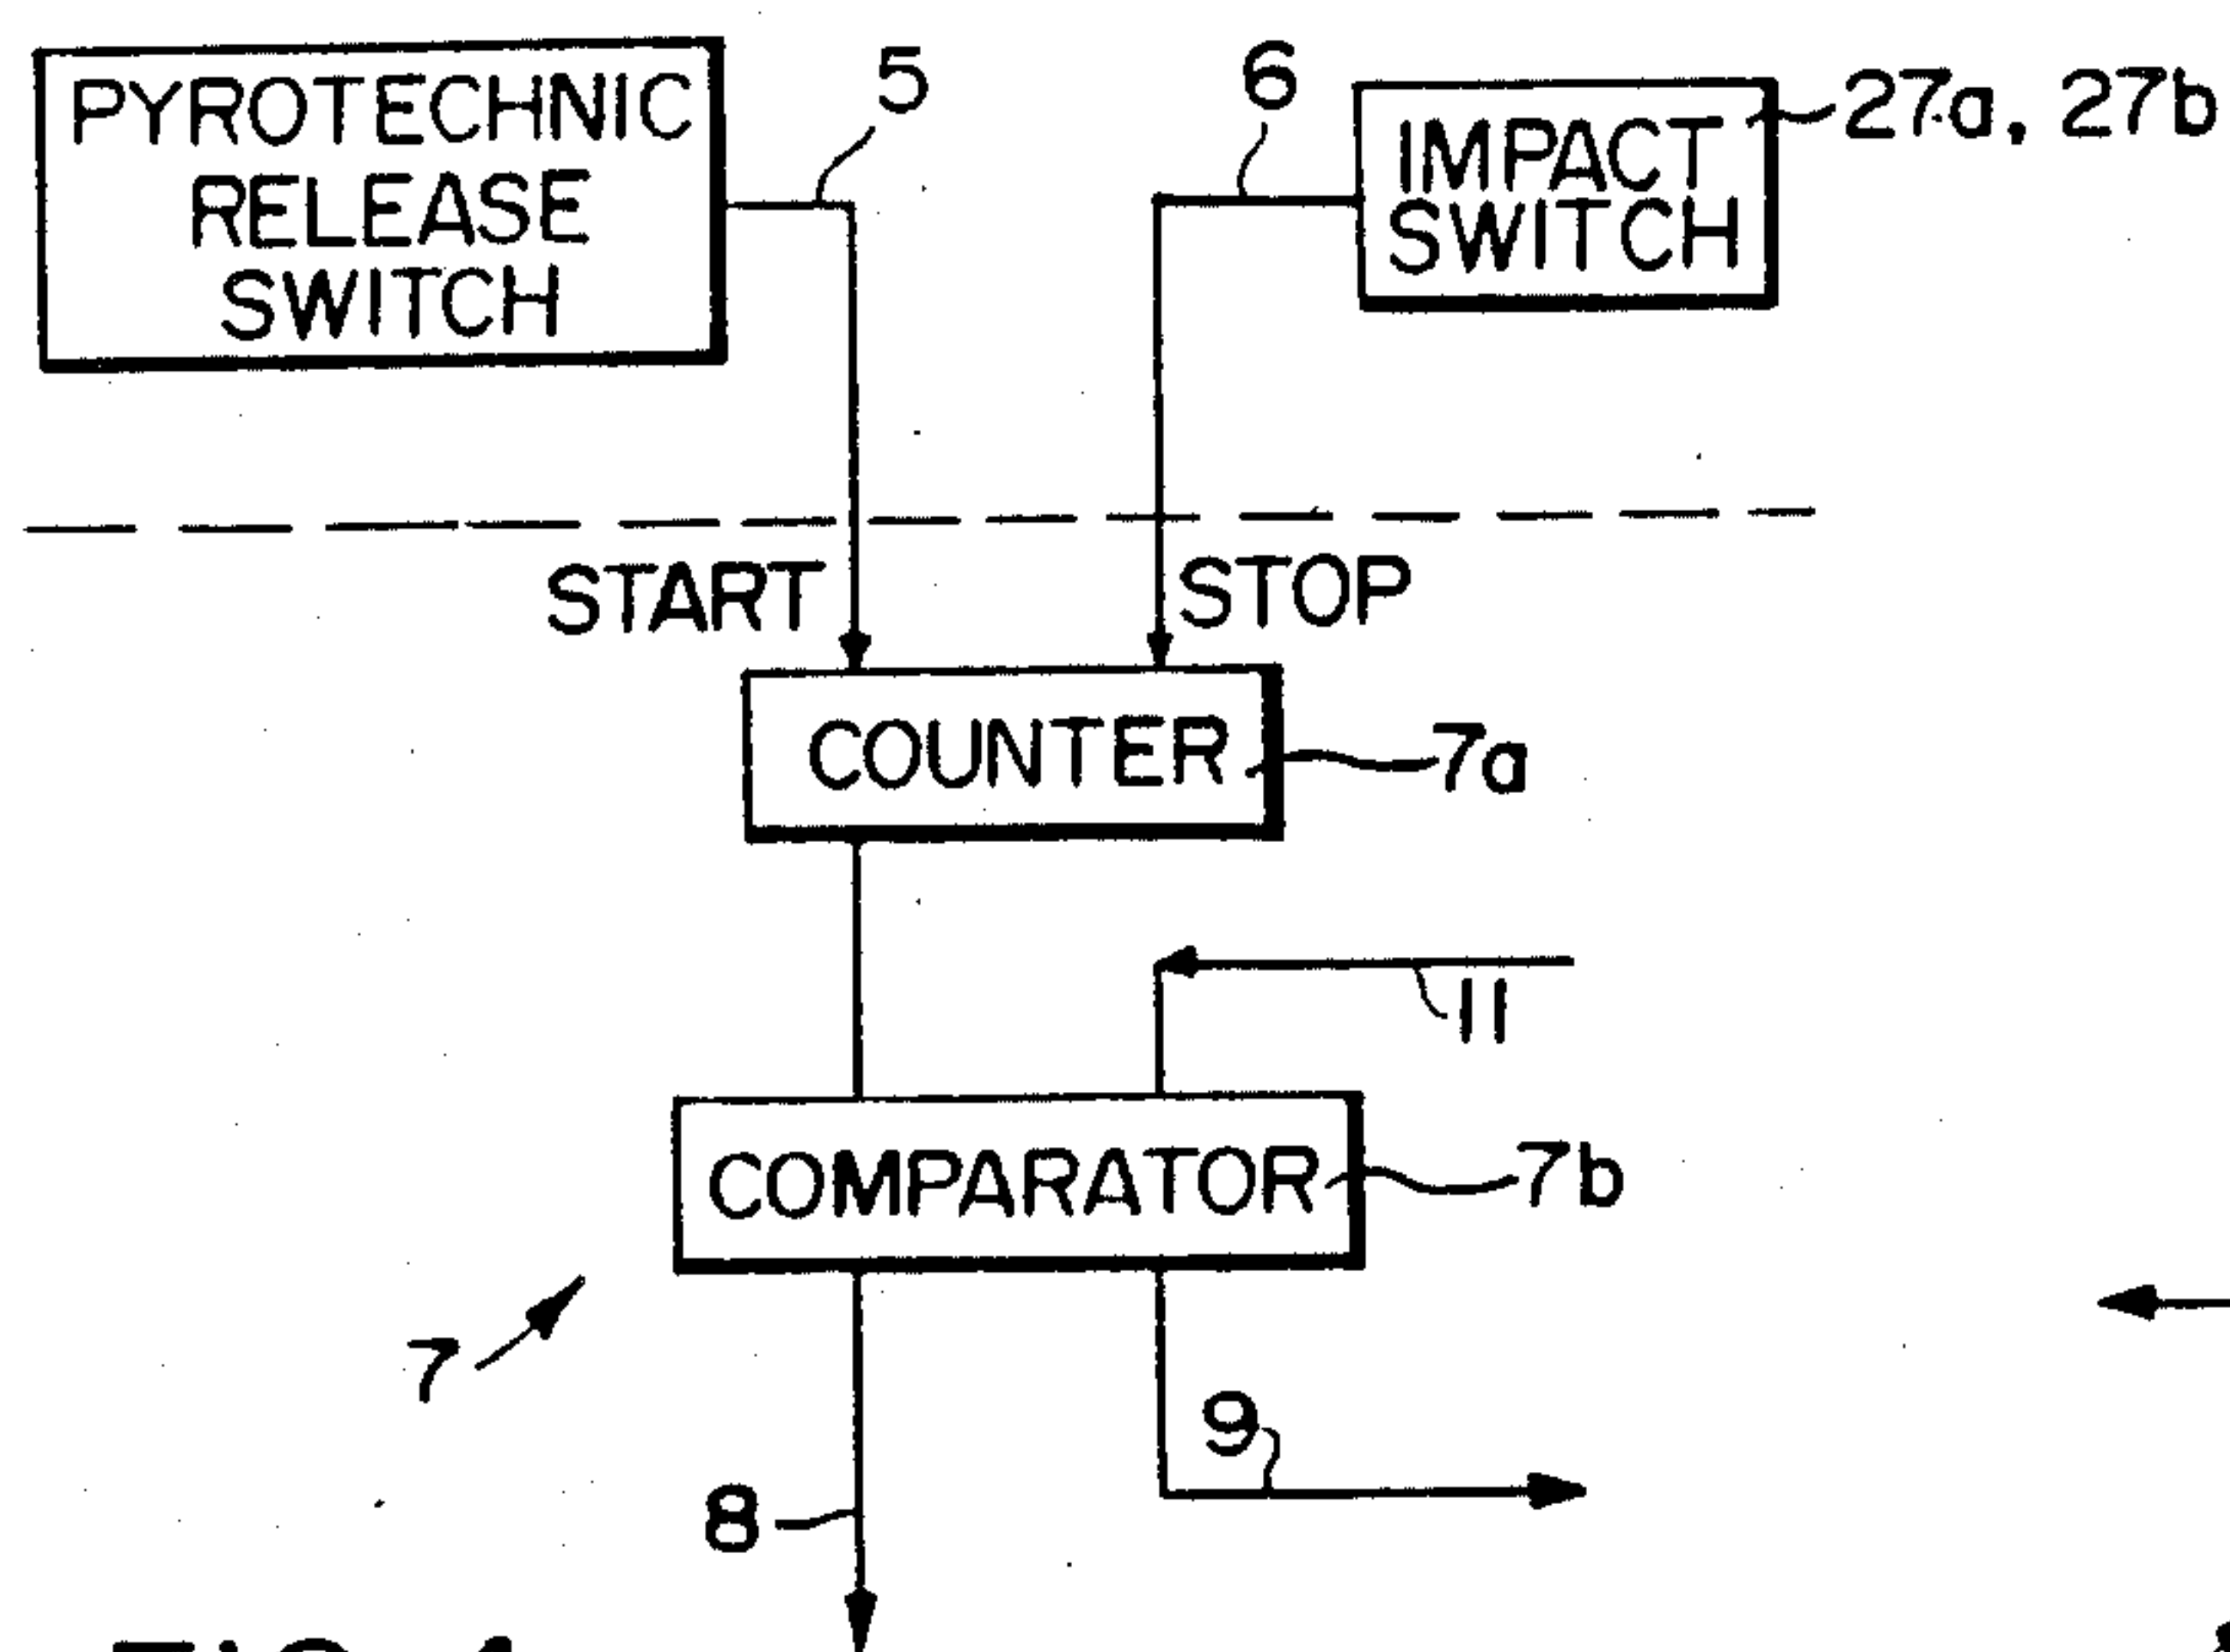 PYROTECHNIC
RELEASE
SWITCH
5
6
IMPACT
SWITCH
27a, 27b
START
STOP
COUNTER
7a
11
COMPARATOR
7b
7
9
8